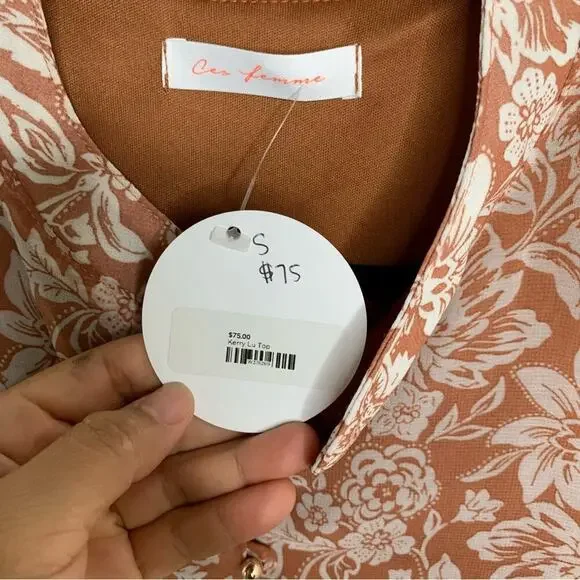 Ces femme
S
$75
$75.00
Kerry Lu Top